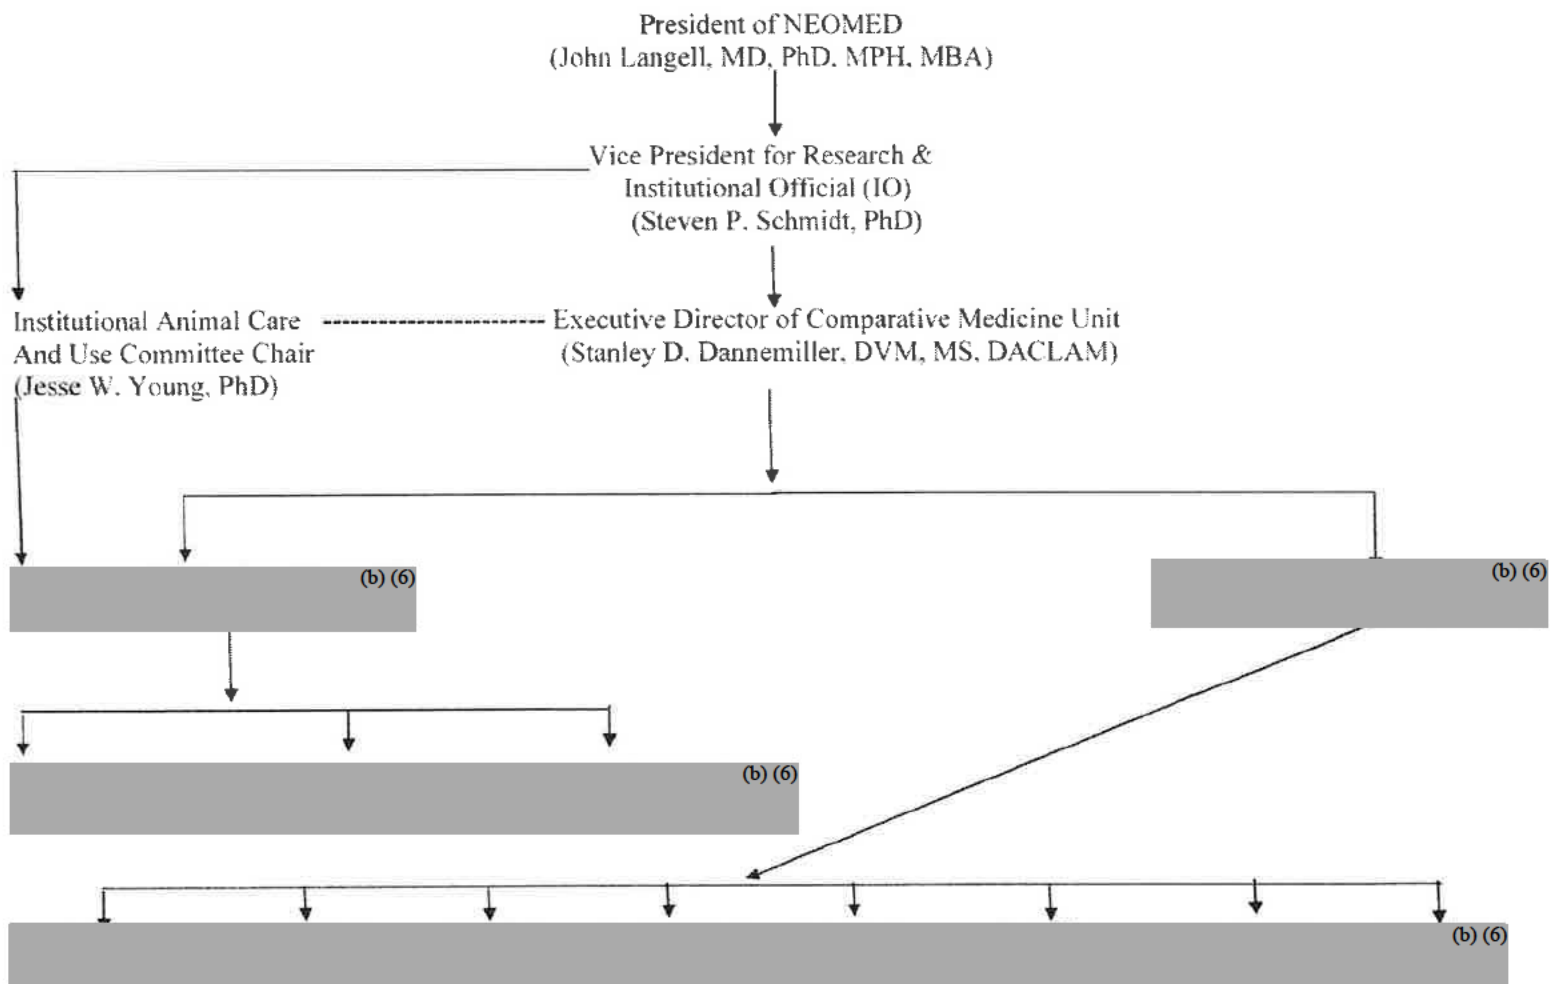 President of NEOMED
(John Langell, MD, PhD, MPH, MBA)
Vice President for Research &
Institutional Official (IO)
(Steven P. Schmidt, PhD)
Institutional Animal Care
And Use Committee Chair
(Jesse W. Young, PhD)
Executive Director of Comparative Medicine Unit
(Stanley D. Dannemiller, DVM, MS, DACLAM)
(b) (6)
(b) (6)
(b) (6)
(b) (6)